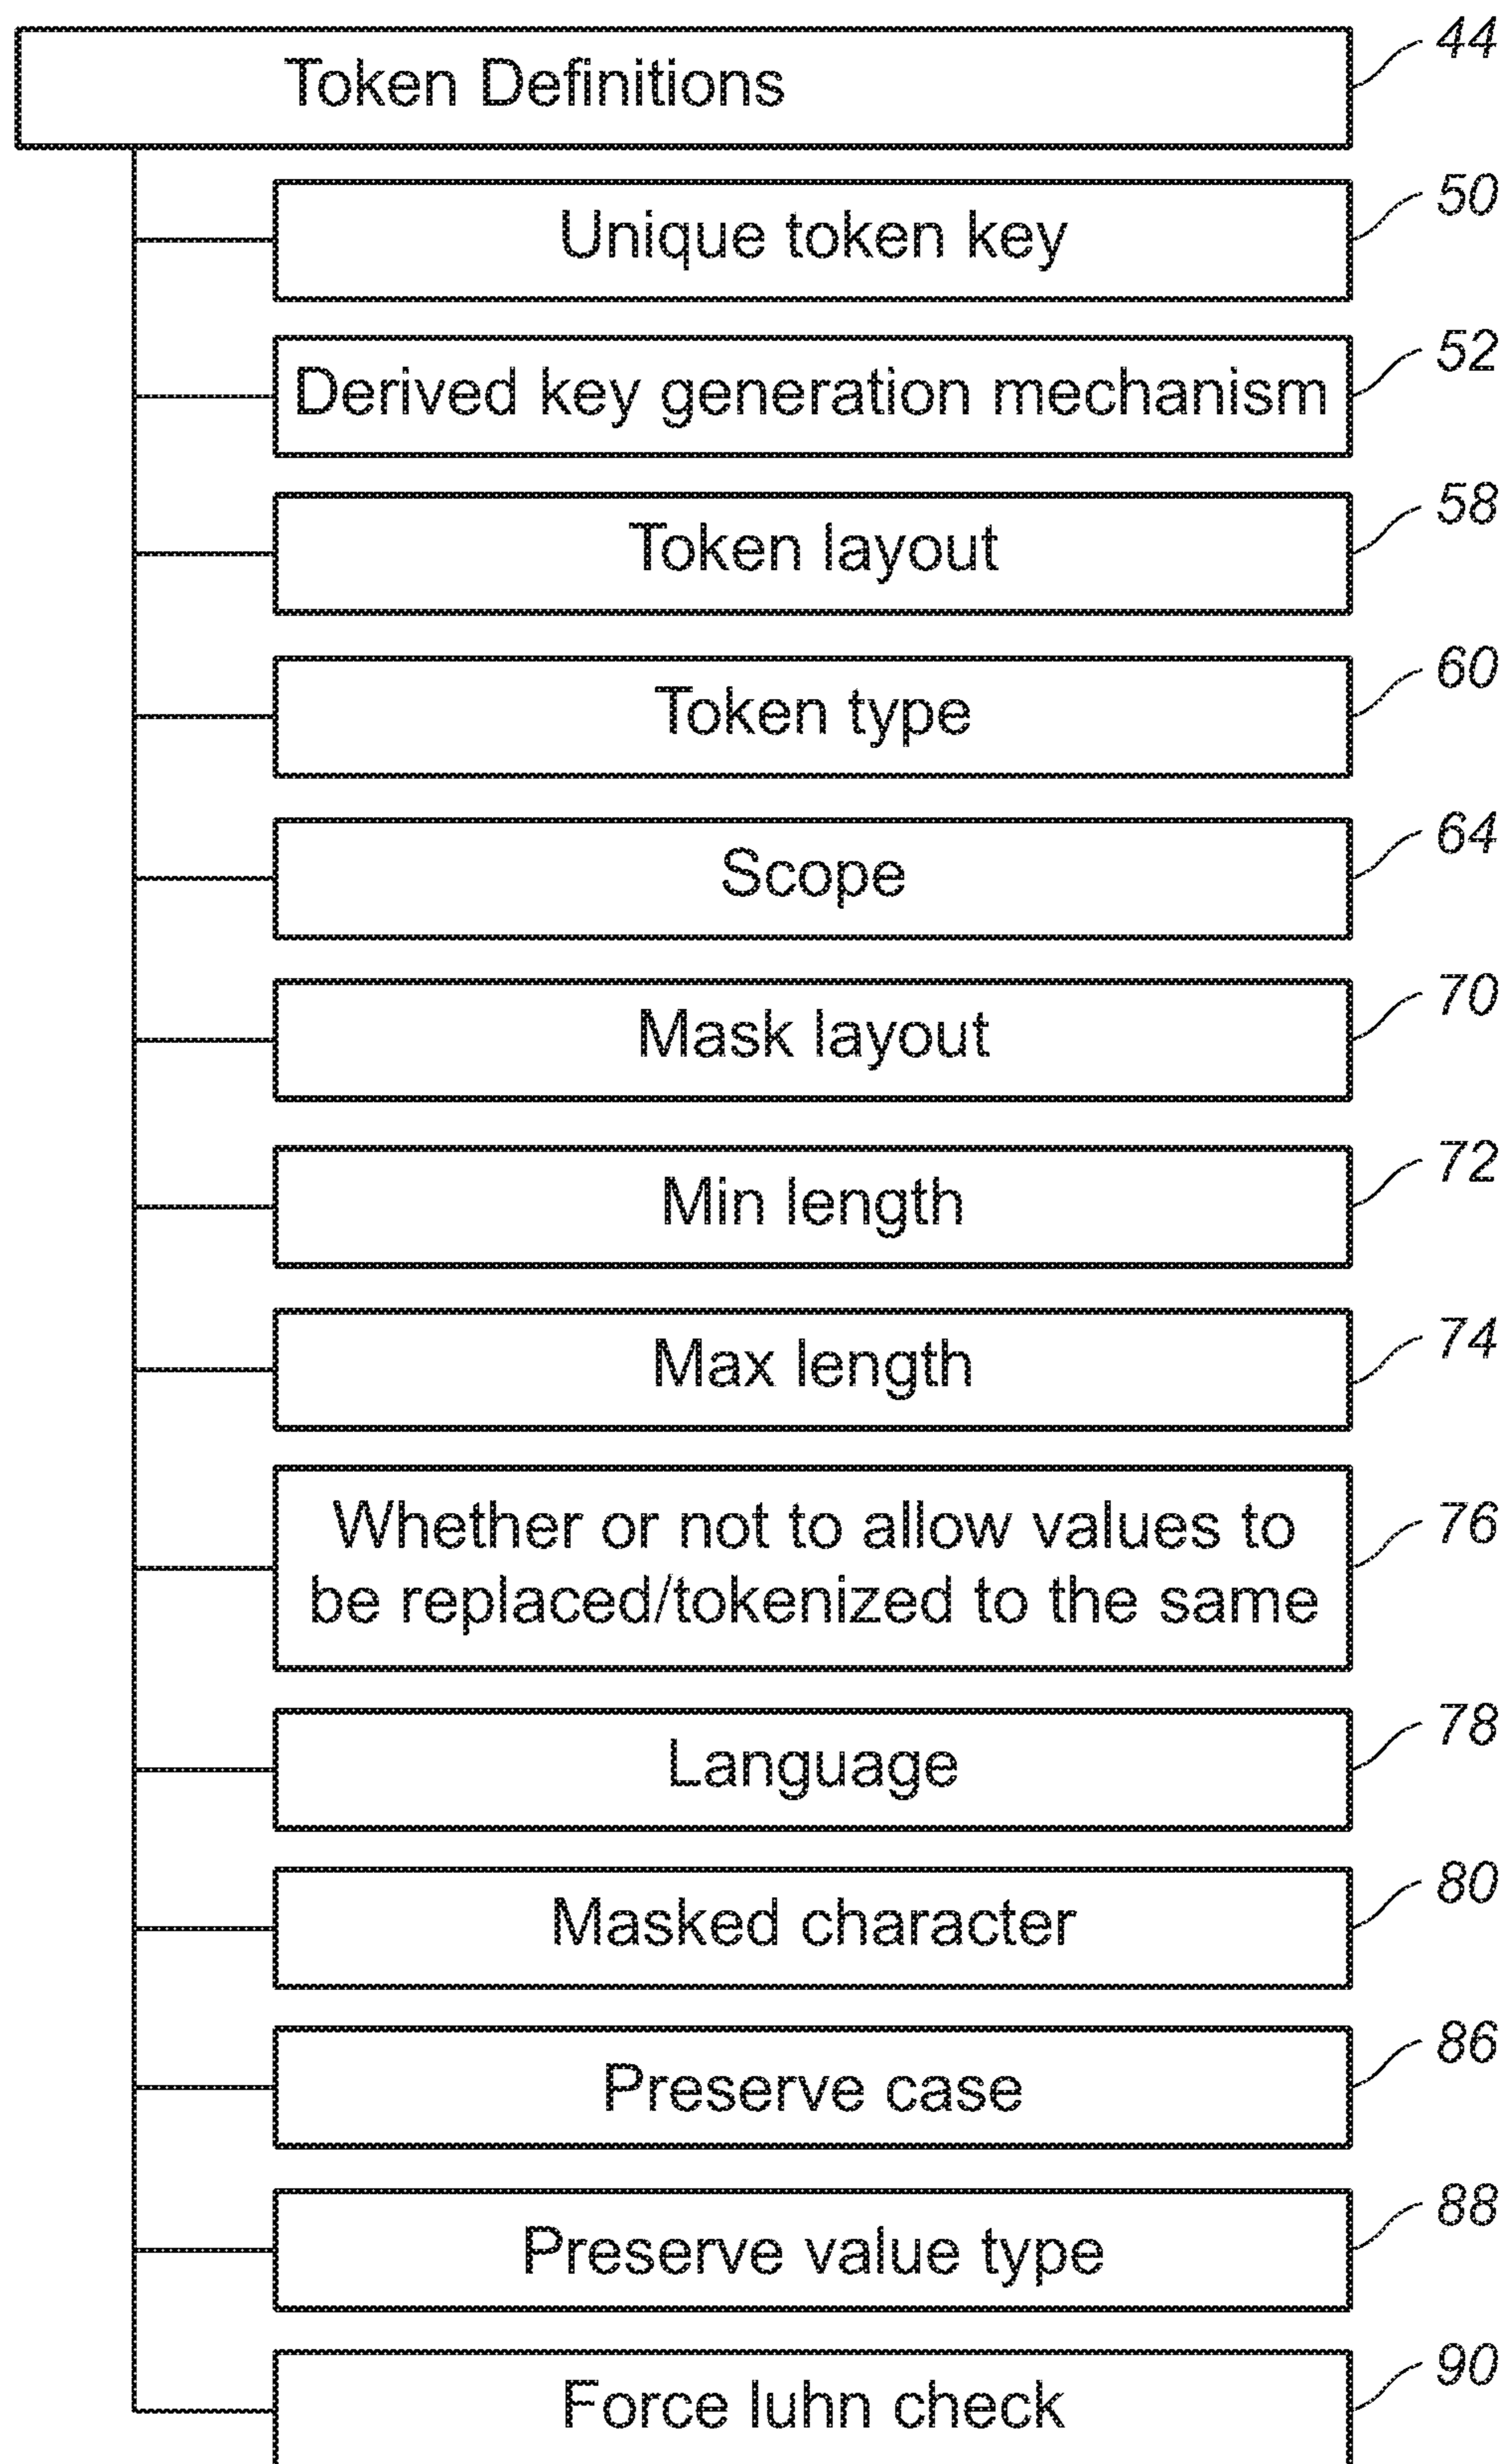 Token Definitions 44
Unique token key 50
Derived key generation mechanism 52
Token layout 58
Token type 60
Scope 64
Mask layout 70
Min length 72
Max length 74
Whether or not to allow values to 76
be replaced/tokenized to the same
Language 78
Masked character 80
Preserve case 86
Preserve value type 88
Force luhn check 90